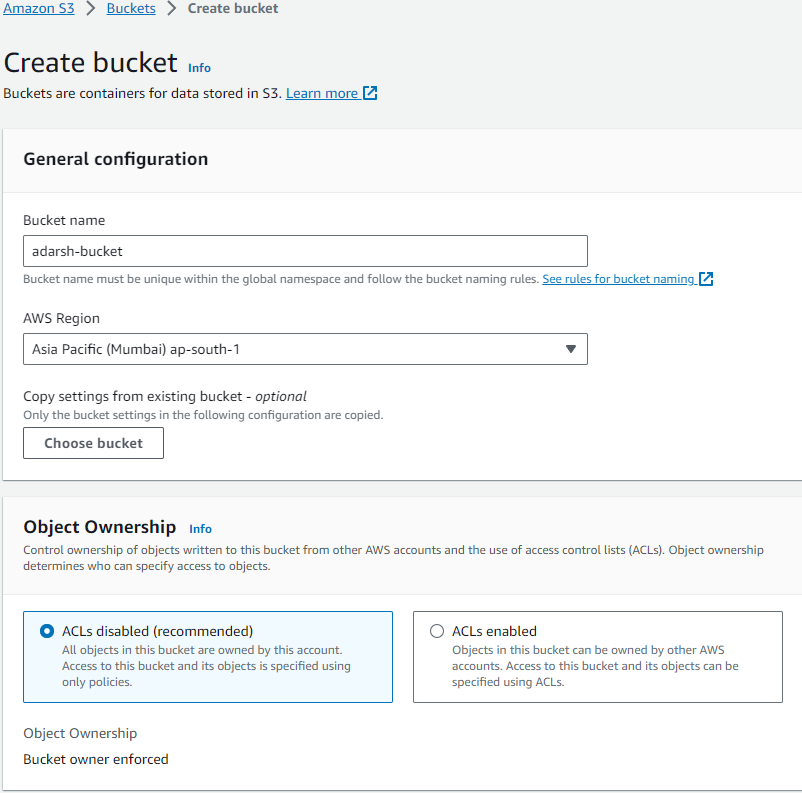 Amazon S3 > Buckets > Create bucket
Create bucket Info
Buckets are containers for data stored in S3. Learn more
General configuration
Bucket name
adarsh-bucket
Bucket name must be unique within the global namespace and follow the bucket naming rules. See rules for bucket naming
AWS Region
Asia Pacific (Mumbai) ap-south-1
Copy settings from existing bucket - optional
Only the bucket settings in the following configuration are copied.
Choose bucket
Object Ownership Info
Control ownership of objects written to this bucket from other AWS accounts and the use of access control lists (ACLs). Object ownership
determines who can specify access to objects.
ACLs disabled (recommended)
All objects in this bucket are owned by this account.
Access to this bucket and its objects is specified using
only policies.
ACLs enabled
Objects in this bucket can be owned by other AWS
accounts. Access to this bucket and its objects can be
specified using ACLs.
Object Ownership
Bucket owner enforced